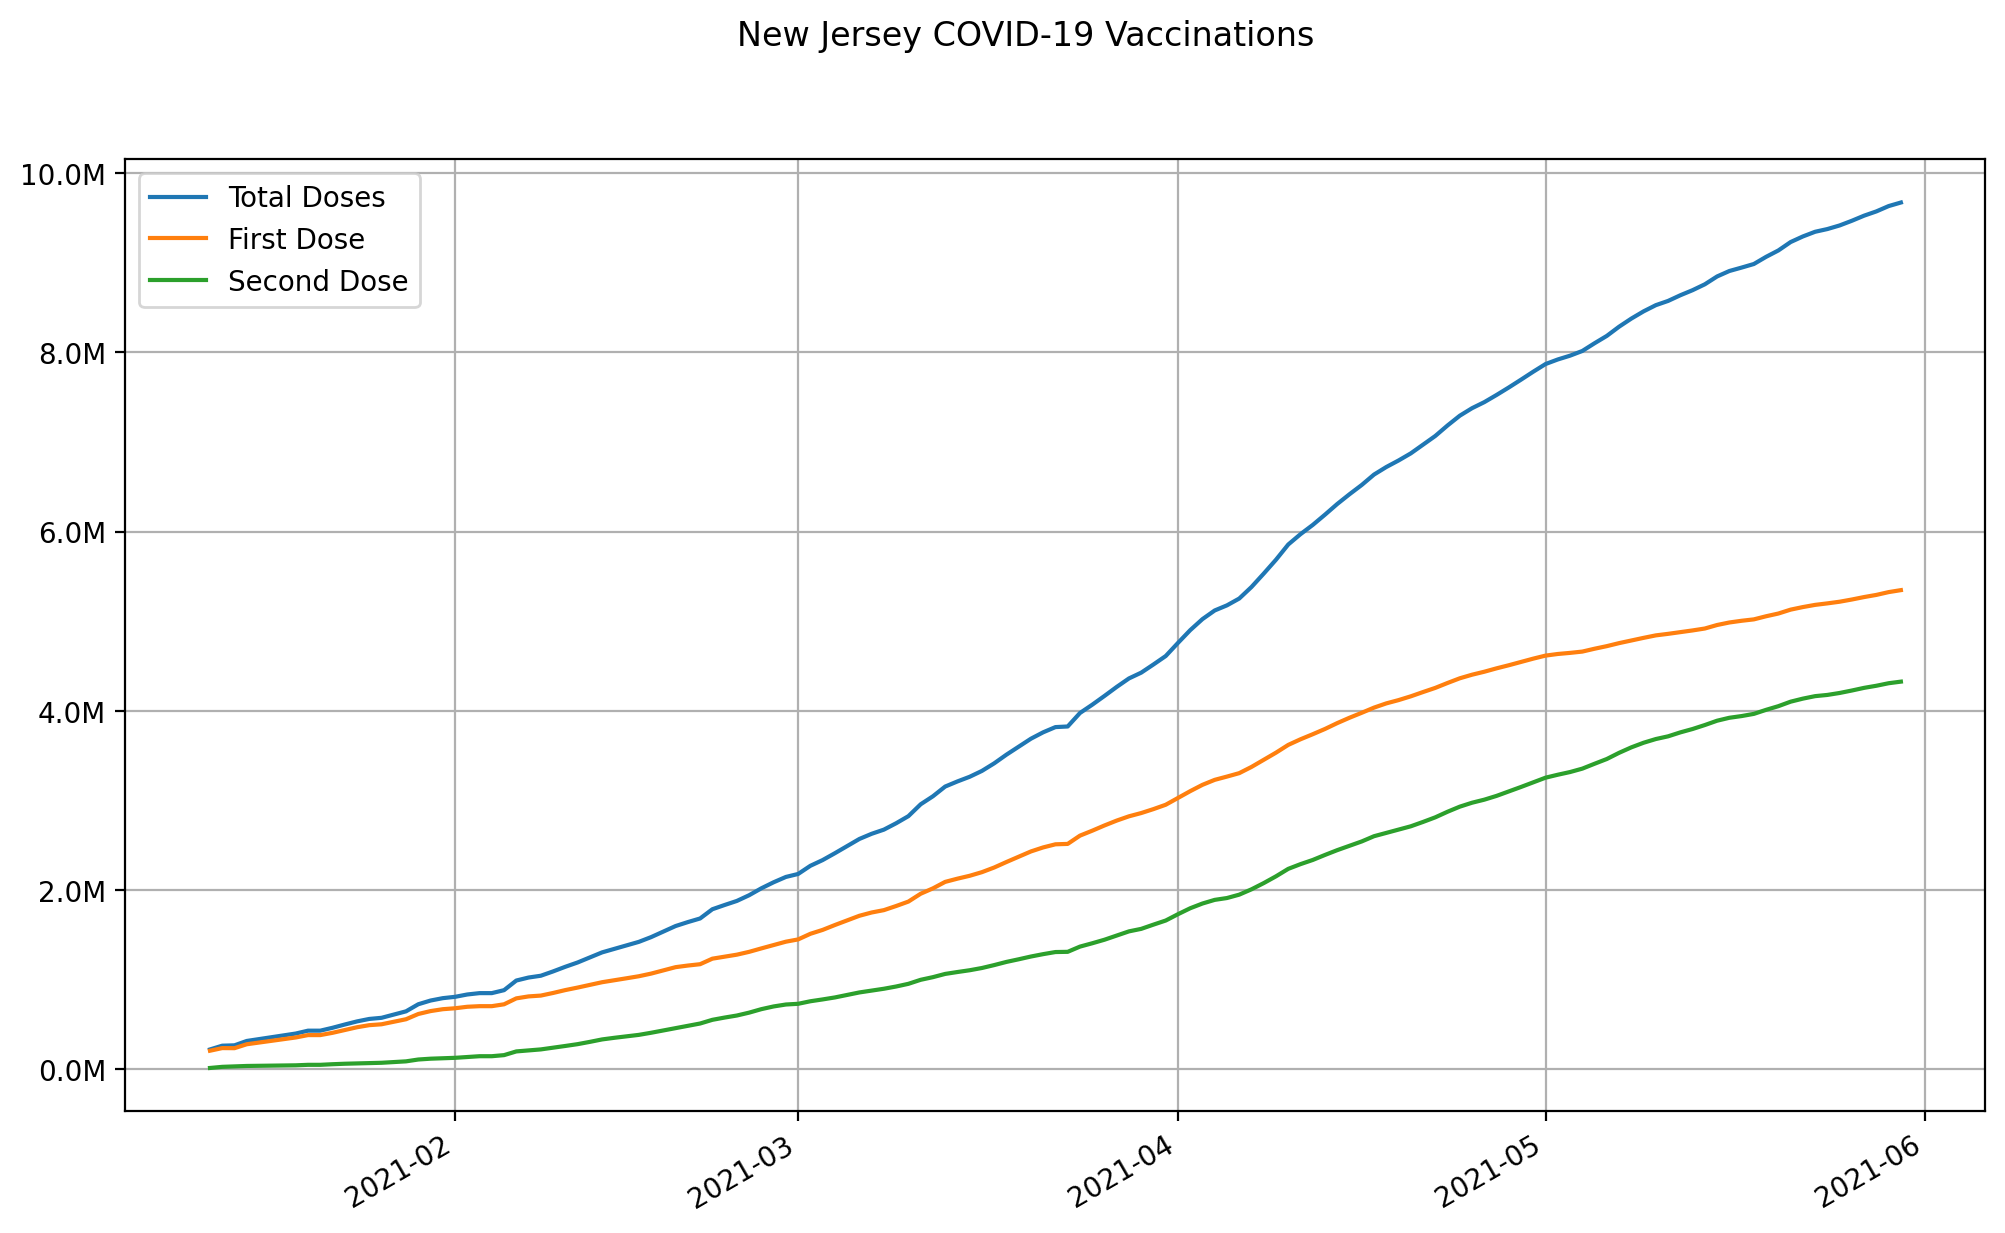 New Jersey COVID-19 Vaccinations
10.0M
8.0M
6.0M
4.0M
2.0M
0.0M
Total Doses
First Dose
Second Dose
2021-02
2021-03
2021-04
2021-05
2021-06